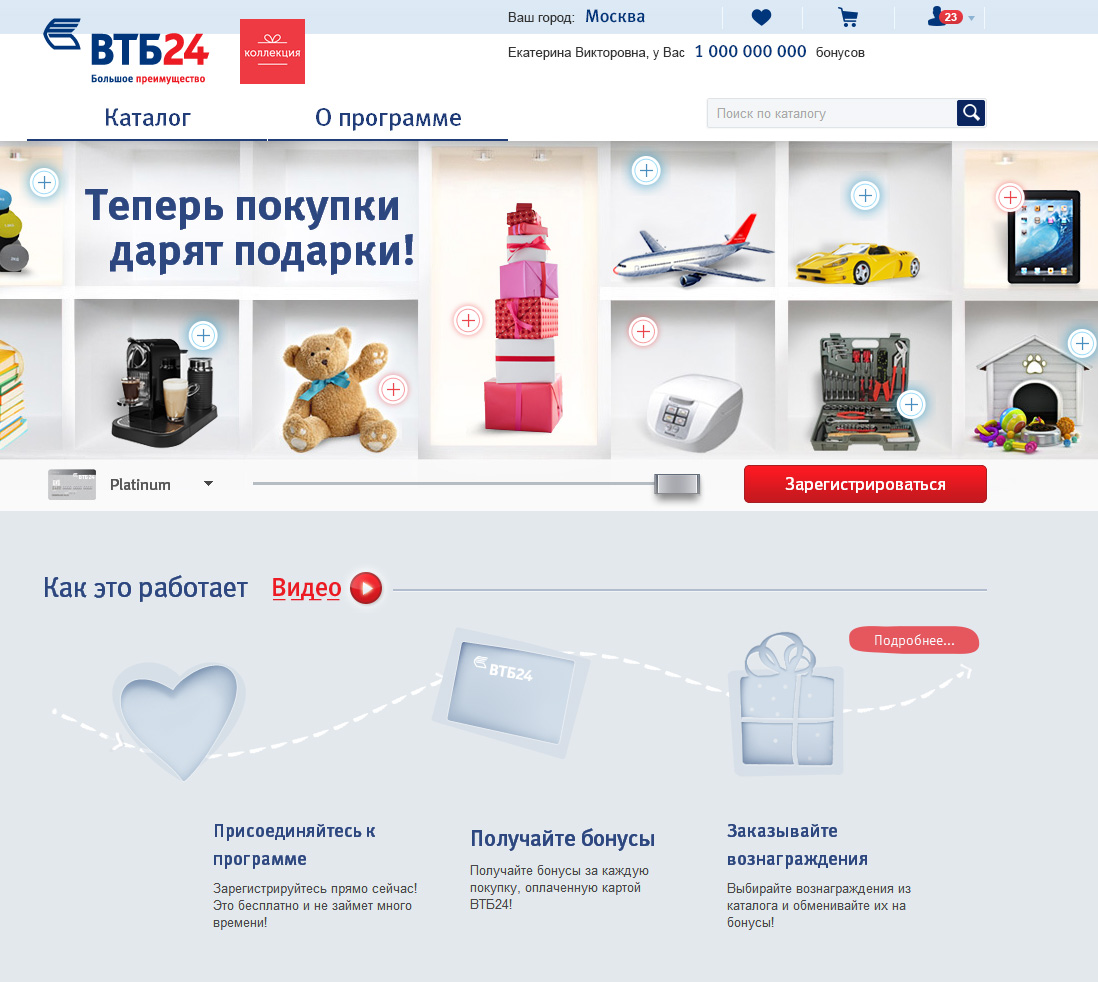 Ваш город: Москва
23
ВТБ24
Большое преимущество
коллекция
Екатерина Викторовна, у Вас 1 000 000 000 бонусов
Каталог
О программе
Поиск по каталогу
Теперь покупки
дарят подарки!
ВТБ24
Platinum
Зарегистрироваться
Как это работает
Видео
Подробнее...
ВТБ24
Присоединяйтесь к
программе
Зарегистрируйтесь прямо сейчас!
Это бесплатно и не займет много
времени!
Получайте бонусы
Получайте бонусы за каждую
покупку, оплаченную картой
ВТБ24!
Заказывайте
вознаграждения
Выбирайте вознаграждения из
каталога и обменивайте их на
бонусы!